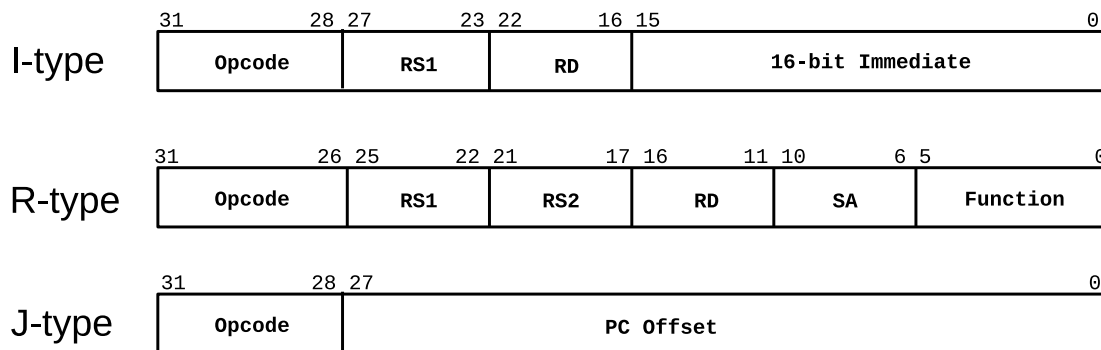 31 28 27 23 22 16 15 0
I-type Opcode RS1 RD 16-bit Immediate
31 26 25 22 21 17 16 11 10 6 5 0
R-type Opcode RS1 RS2 RD SA Function
31 28 27 0
J-type Opcode PC Offset